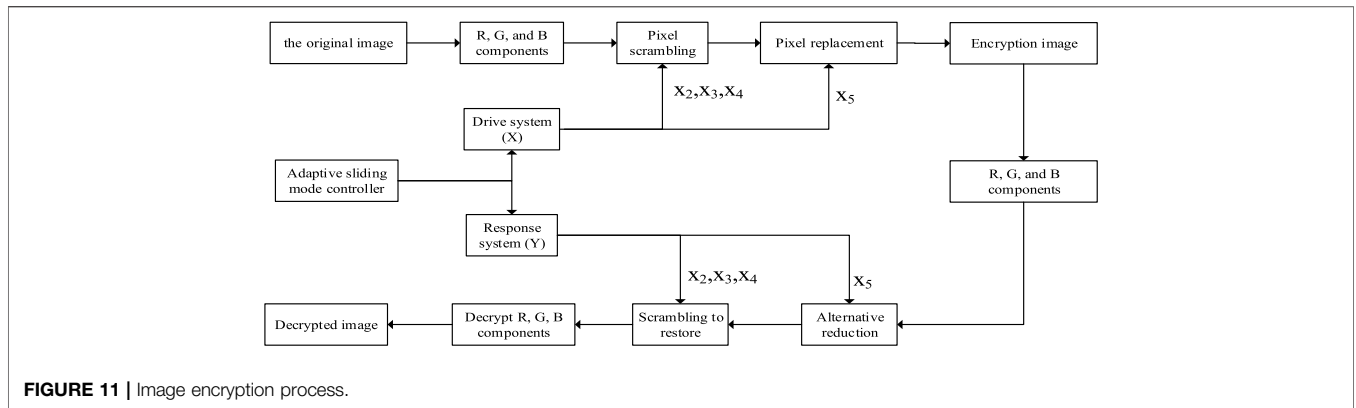 the original image
R, G, and B
components
Pixel
scrambling
Pixel replacement
Encryption image
x2,x3,x4
x5
Drive system
(X)
Adaptive sliding
mode controller
R, G, and B
components
Response
system (Y)
x2,x3,x4
x5
Decrypted image
Decrypt R, G, B
components
Scrambling to
restore
Alternative
reduction
FIGURE 11 | Image encryption process.